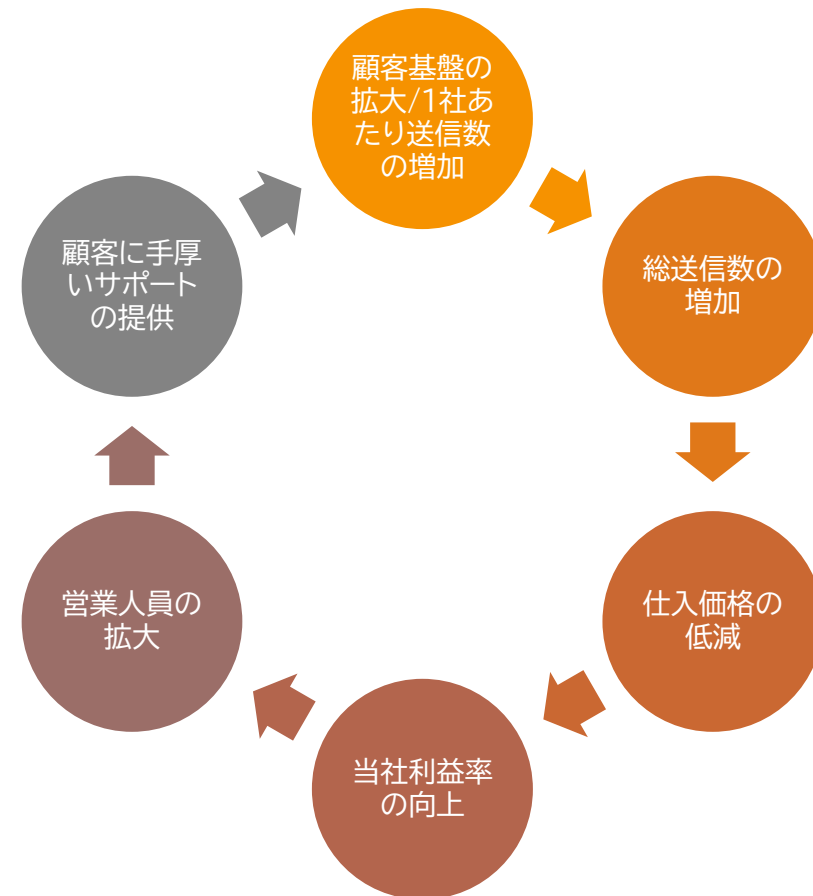 顧客基盤の
拡大/1社あ
たり送信数
の増加
総送信数の
増加
仕入価格の
低減
当社利益率
の向上
営業人員の
拡大
顧客に手厚
いサポート
の提供